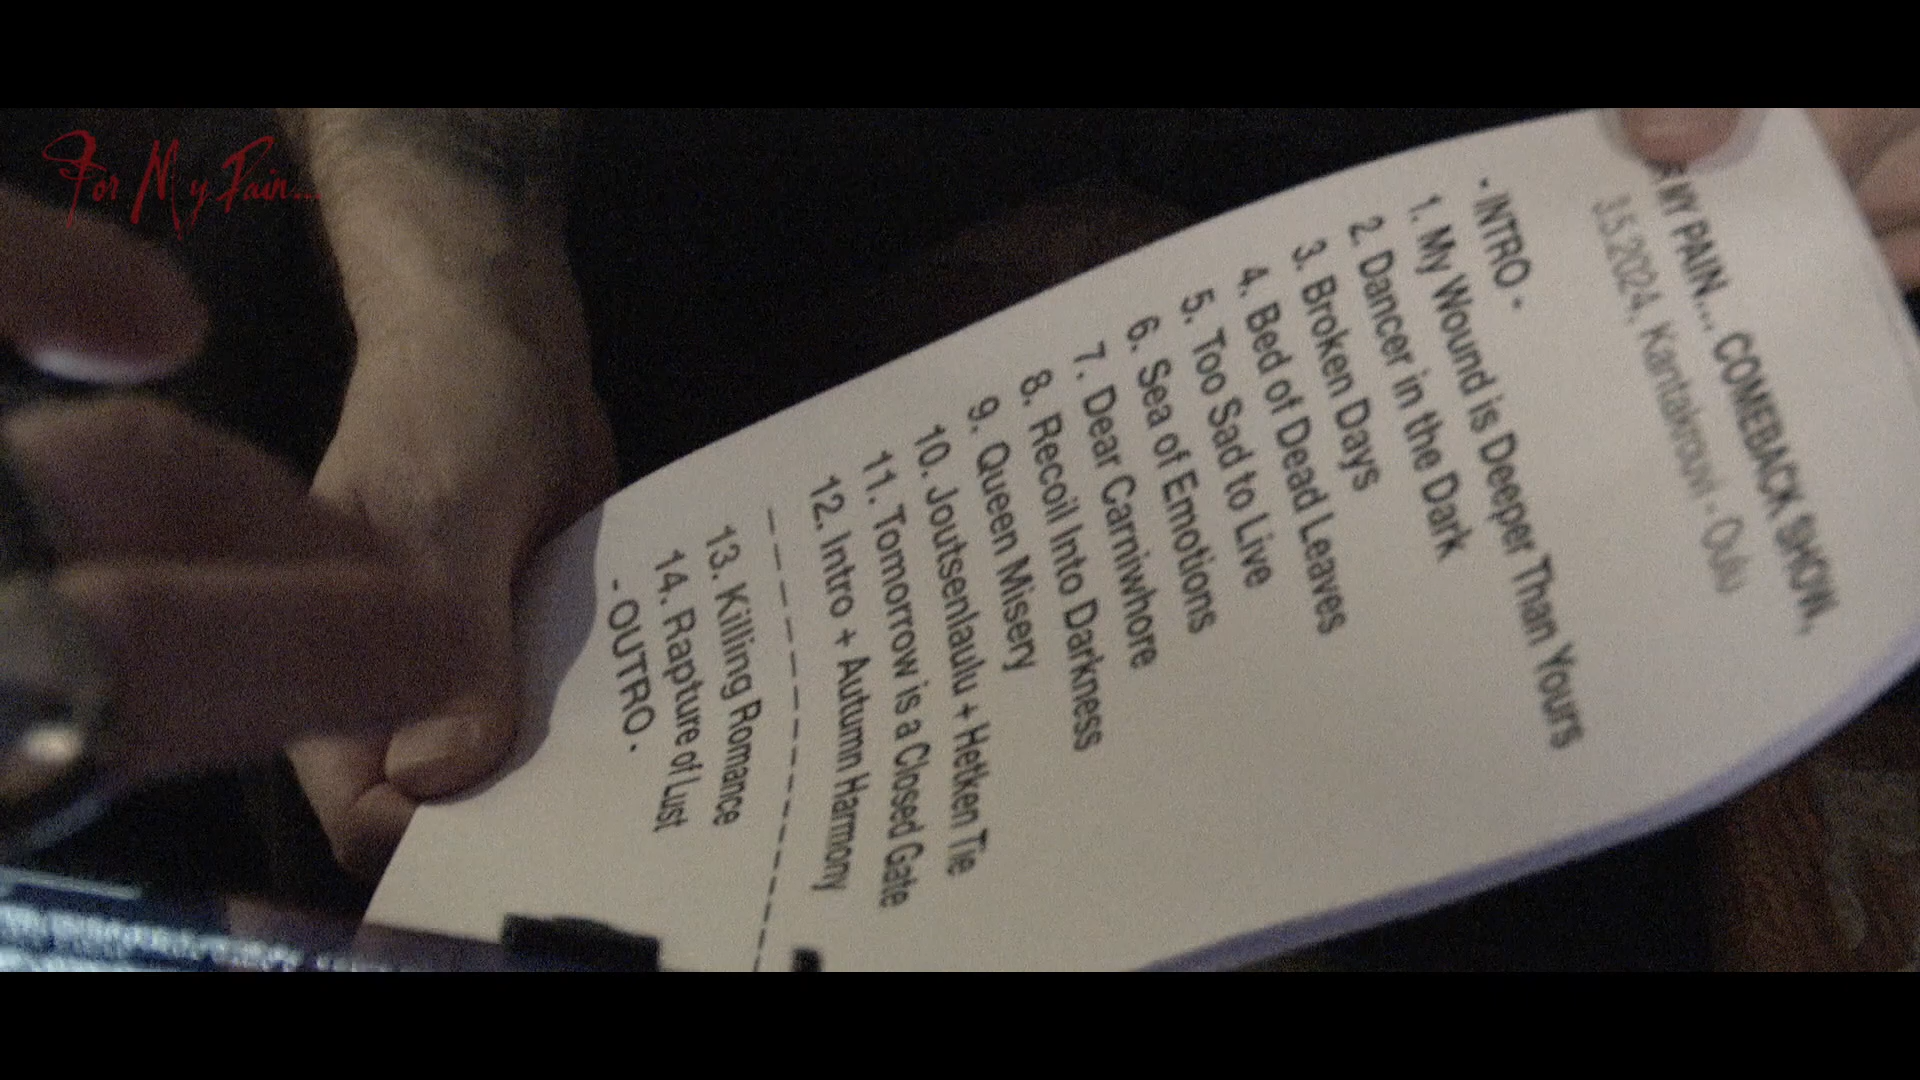 For My Pain...
MY PAIN... COMEBACK SHOW,
3.5.2024, Kantakrouvi - Oulu
- INTRO -
1. My Wound is Deeper Than Yours
2. Dancer in the Dark
3. Broken Days
4. Bed of Dead Leaves
5. Too Sad to Live
6. Sea of Emotions
7. Dear Carniwhore
8. Recoil Into Darkness
9. Queen Misery
10. Joutsenlaulu + Hetken Tie
11. Tomorrow is a Closed Gate
12. Intro + Autumn Harmony
13. Killing Romance
14. Rapture of Lust
- OUTRO -